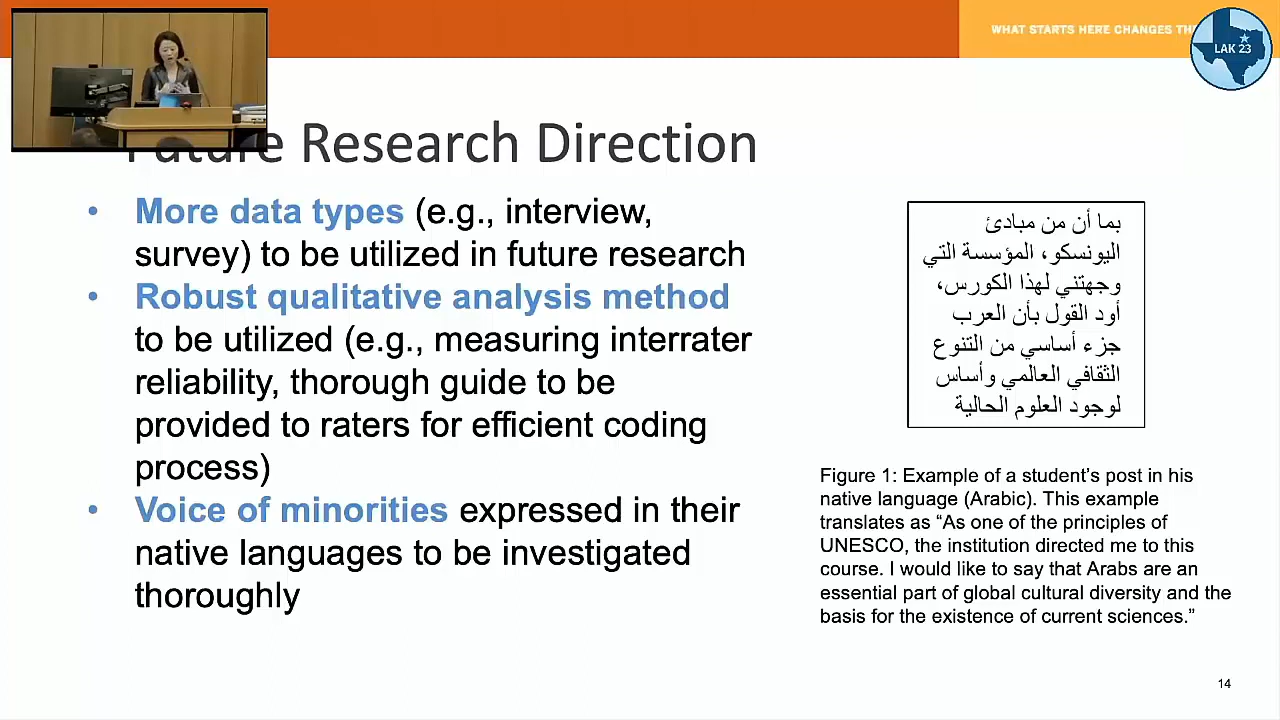 WHAT STARTS HERE CHANGES
LAK 23
Future Research Direction
• More data types (e.g., interview,
survey) to be utilized in future research
• Robust qualitative analysis method
to be utilized (e.g., measuring interrater
reliability, thorough guide to be
provided to raters for efficient coding
process)
• Voice of minorities expressed in their
native languages to be investigated
thoroughly
بما أن من مبادئ
اليونسكو، المؤسسة التي
وجهتني لهذا الكورس،
أود القول بأن العرب
جزء أساسي من التنوع
الثقافي العالمي وأساس
لوجود العلوم الحالية
Figure 1: Example of a student’s post in his
native language (Arabic). This example
translates as “As one of the principles of
UNESCO, the institution directed me to this
course. I would like to say that Arabs are an
essential part of global cultural diversity and the
basis for the existence of current sciences.”
14